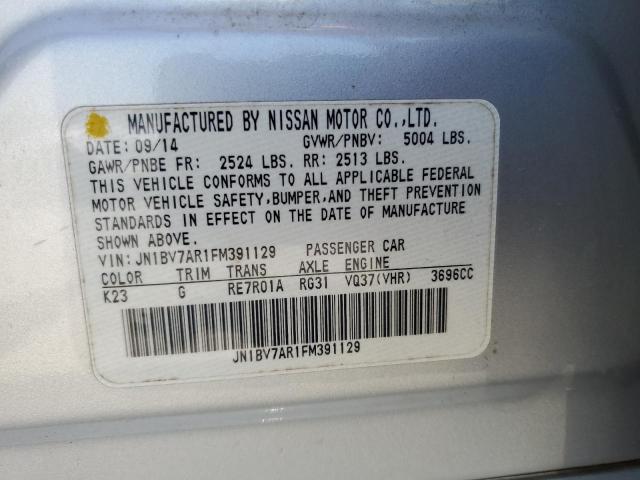 MANUFACTURED BY NISSAN MOTOR CO.,LTD.
DATE: 09/14 GVWR/PNBV: 5004 LBS.
GAWR/PNBE FR: 2524 LBS. RR: 2513 LBS.
THIS VEHICLE CONFORMS TO ALL APPLICABLE FEDERAL
MOTOR VEHICLE SAFETY,BUMPER,AND THEFT PREVENTION
STANDARDS IN EFFECT ON THE DATE OF MANUFACTURE
SHOWN ABOVE.
VIN: JN1BV7AR1FM391129 PASSENGER CAR
COLOR TRIM TRANS AXLE ENGINE
K23 G RE7R01A RG31 VQ37(VHR) 3696CC
JN1BV7AR1FM391129